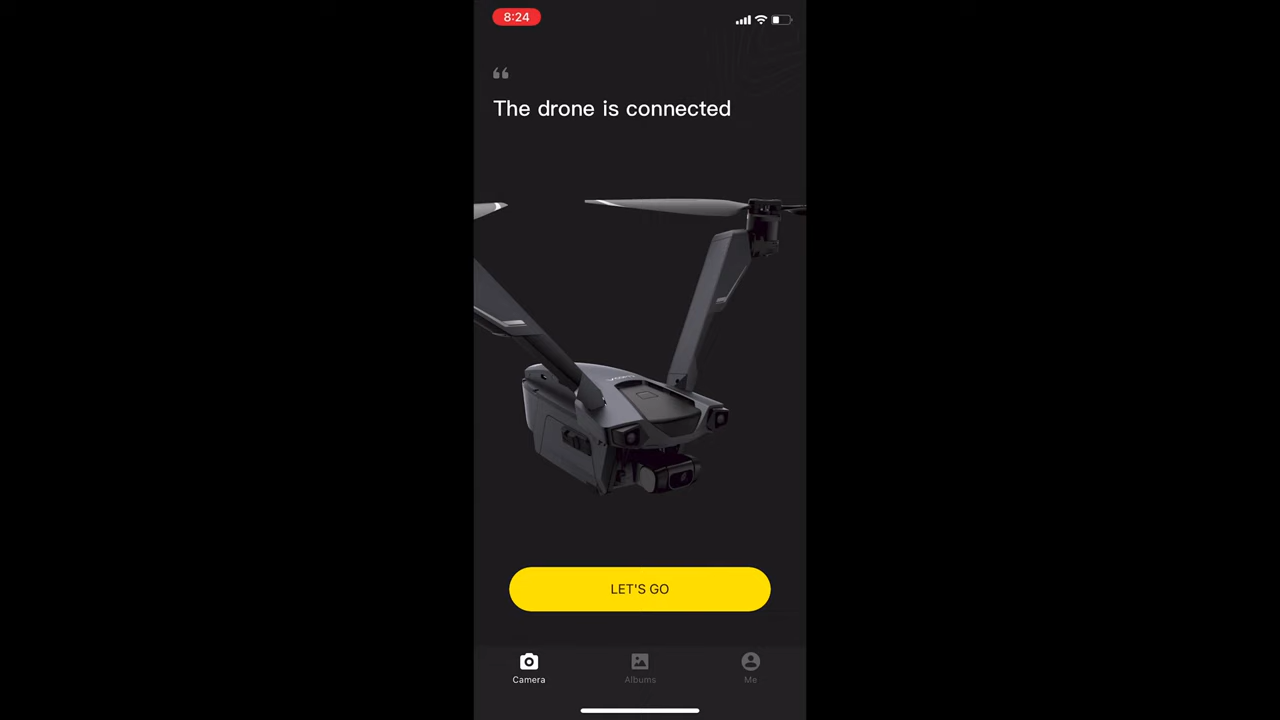 8:24
“
The drone is connected
LET'S GO
Camera
Albums
Me